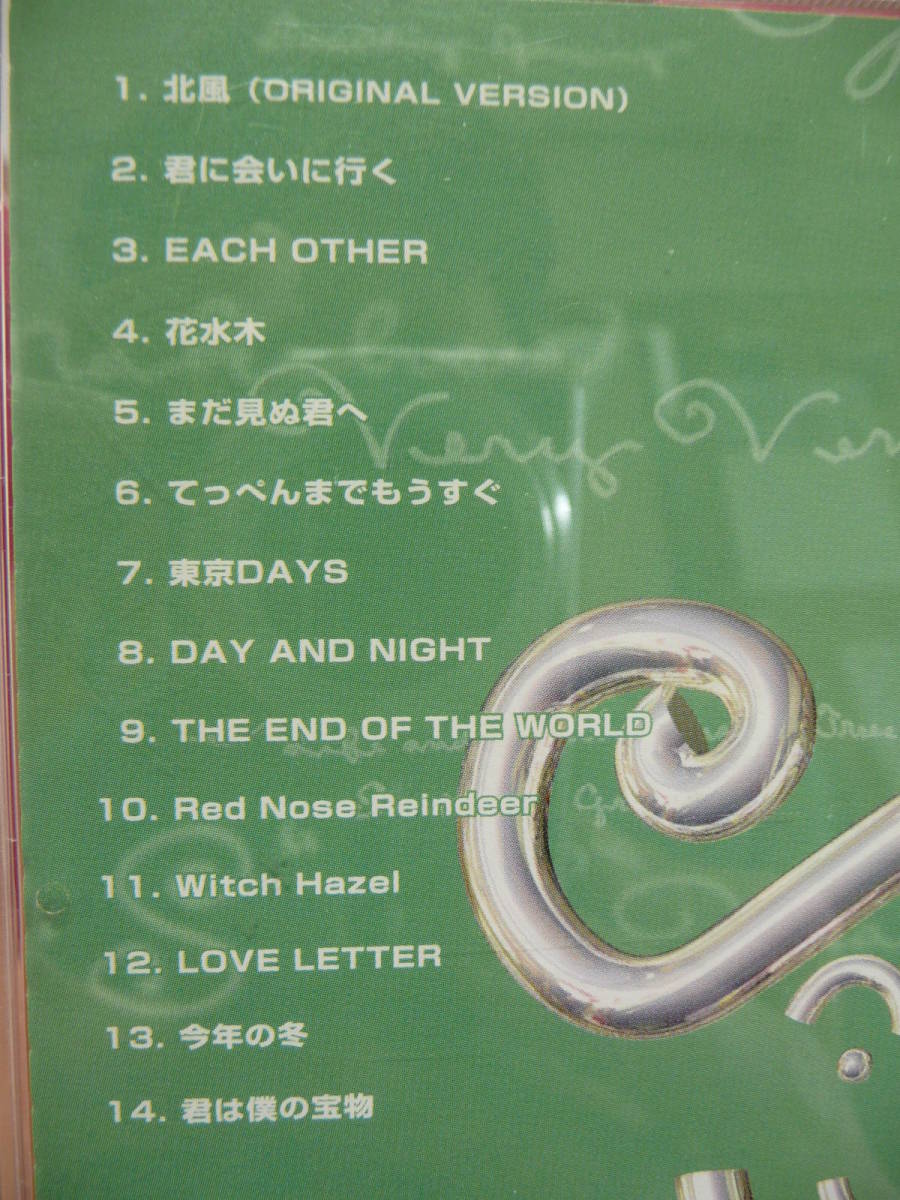 1. 北風 (ORIGINAL VERSION)
2. 君に会いに行く
3. EACH OTHER
4. 花水木
5. まだ見ぬ君へ
Very Ver
6. てっぺんまでもうすぐ
7. 東京DAYS
8. DAY AND NIGHT
9. THE END OF THE WORLD
10. Red Nose Reindeer
11. Witch Hazel
12. LOVE LETTER
13. 今年の冬
14. 君は僕の宝物